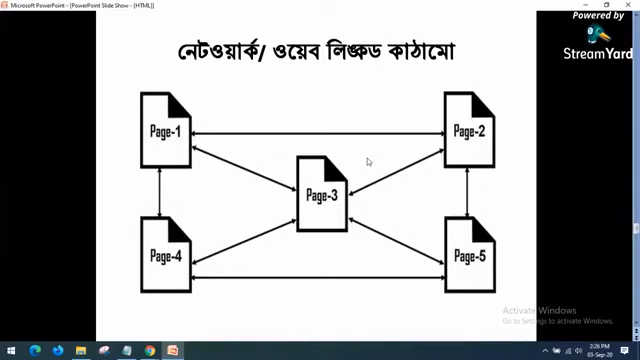 Microsoft PowerPoint - [PowerPoint Slide Show - [HTML]]
Powered by
StreamYard
নেটওয়ার্ক/ ওয়েব লিঙ্কড কাঠামো
Page-1
Page-2
Page-3
Page-4
Page-5
Activate Windows
Go to Settings to activate Windows.
2:26 PM
03-Sep-20